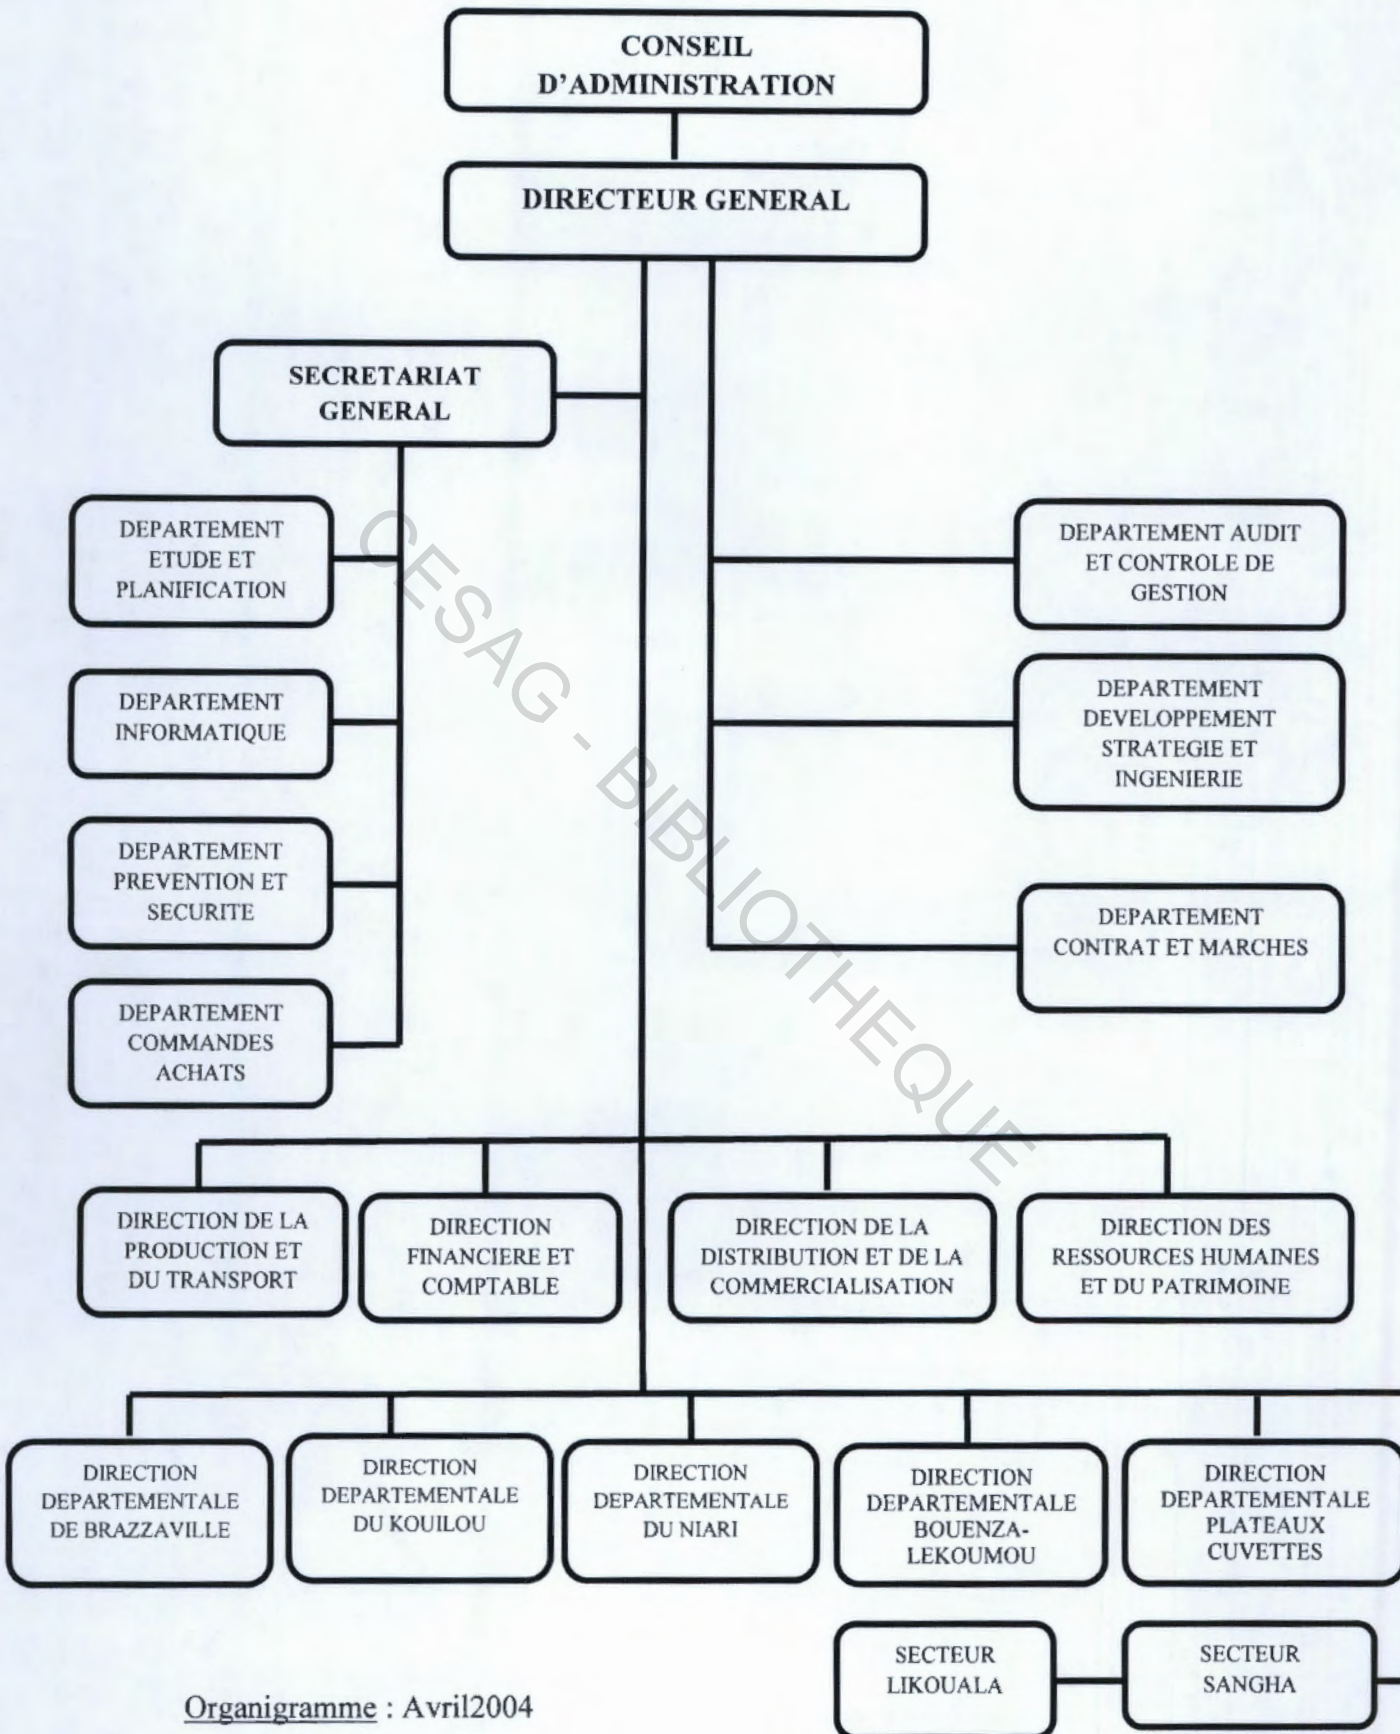 CONSEIL
D'ADMINISTRATION
DIRECTEUR GENERAL
SECRETARIAT
GENERAL
DEPARTEMENT
ETUDE ET
PLANIFICATION
DEPARTEMENT
INFORMATIQUE
DEPARTEMENT
PREVENTION ET
SECURITE
DEPARTEMENT
COMMANDES
ACHATS
DEPARTEMENT AUDIT
ET CONTROLE DE
GESTION
DEPARTEMENT
DEVELOPPEMENT
STRATEGIE ET
INGENIERIE
DEPARTEMENT
CONTRAT ET MARCHES
CESAG - BIBLIOTHEQUE
DIRECTION DE LA
PRODUCTION ET
DU TRANSPORT
DIRECTION
FINANCIERE ET
COMPTABLE
DIRECTION DE LA
DISTRIBUTION ET DE LA
COMMERCIALISATION
DIRECTION DES
RESSOURCES HUMAINES
ET DU PATRIMOINE
DIRECTION
DEPARTEMENTALE
DE BRAZZAVILLE
DIRECTION
DEPARTEMENTALE
DU KOUILOU
DIRECTION
DEPARTEMENTALE
DU NIARI
DIRECTION
DEPARTEMENTALE
BOUENZA-
LEKOUMOU
DIRECTION
DEPARTEMENTALE
PLATEAUX
CUVETTES
SECTEUR
LIKOUALA
SECTEUR
SANGHA
Organigramme : Avril2004